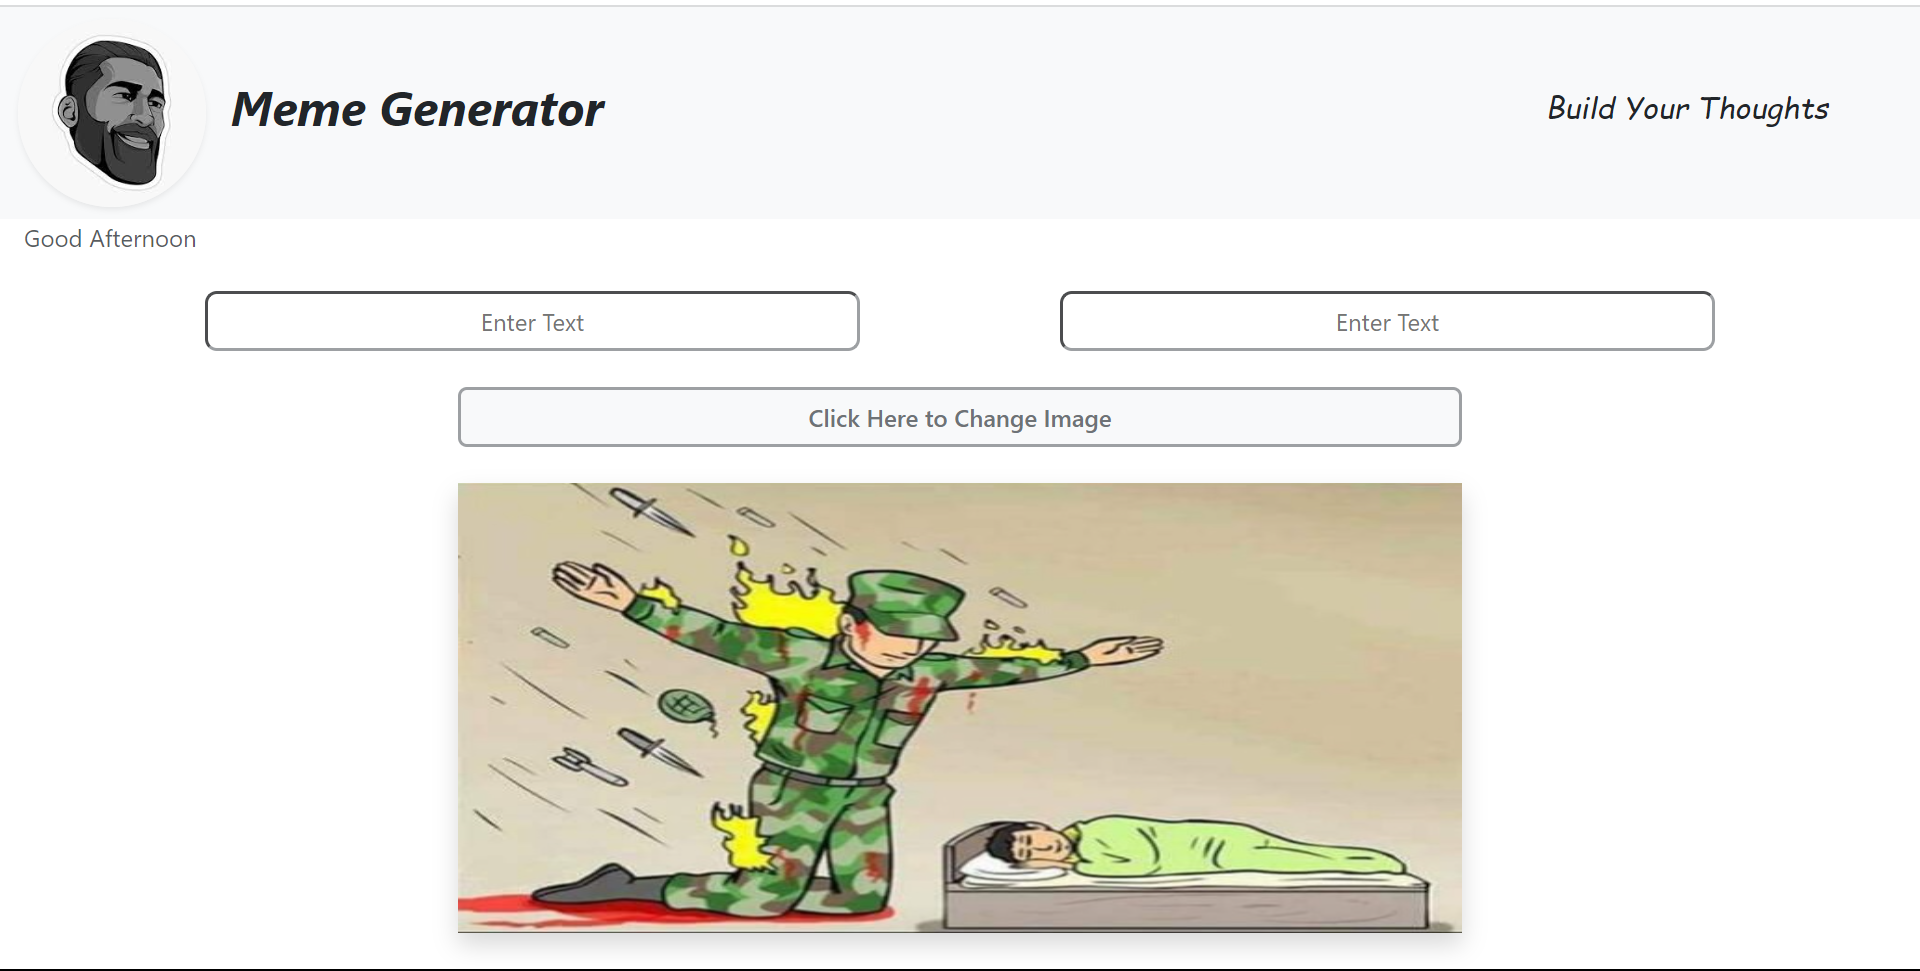 Meme Generator
Build Your Thoughts
Good Afternoon
Enter Text
Enter Text
Click Here to Change Image